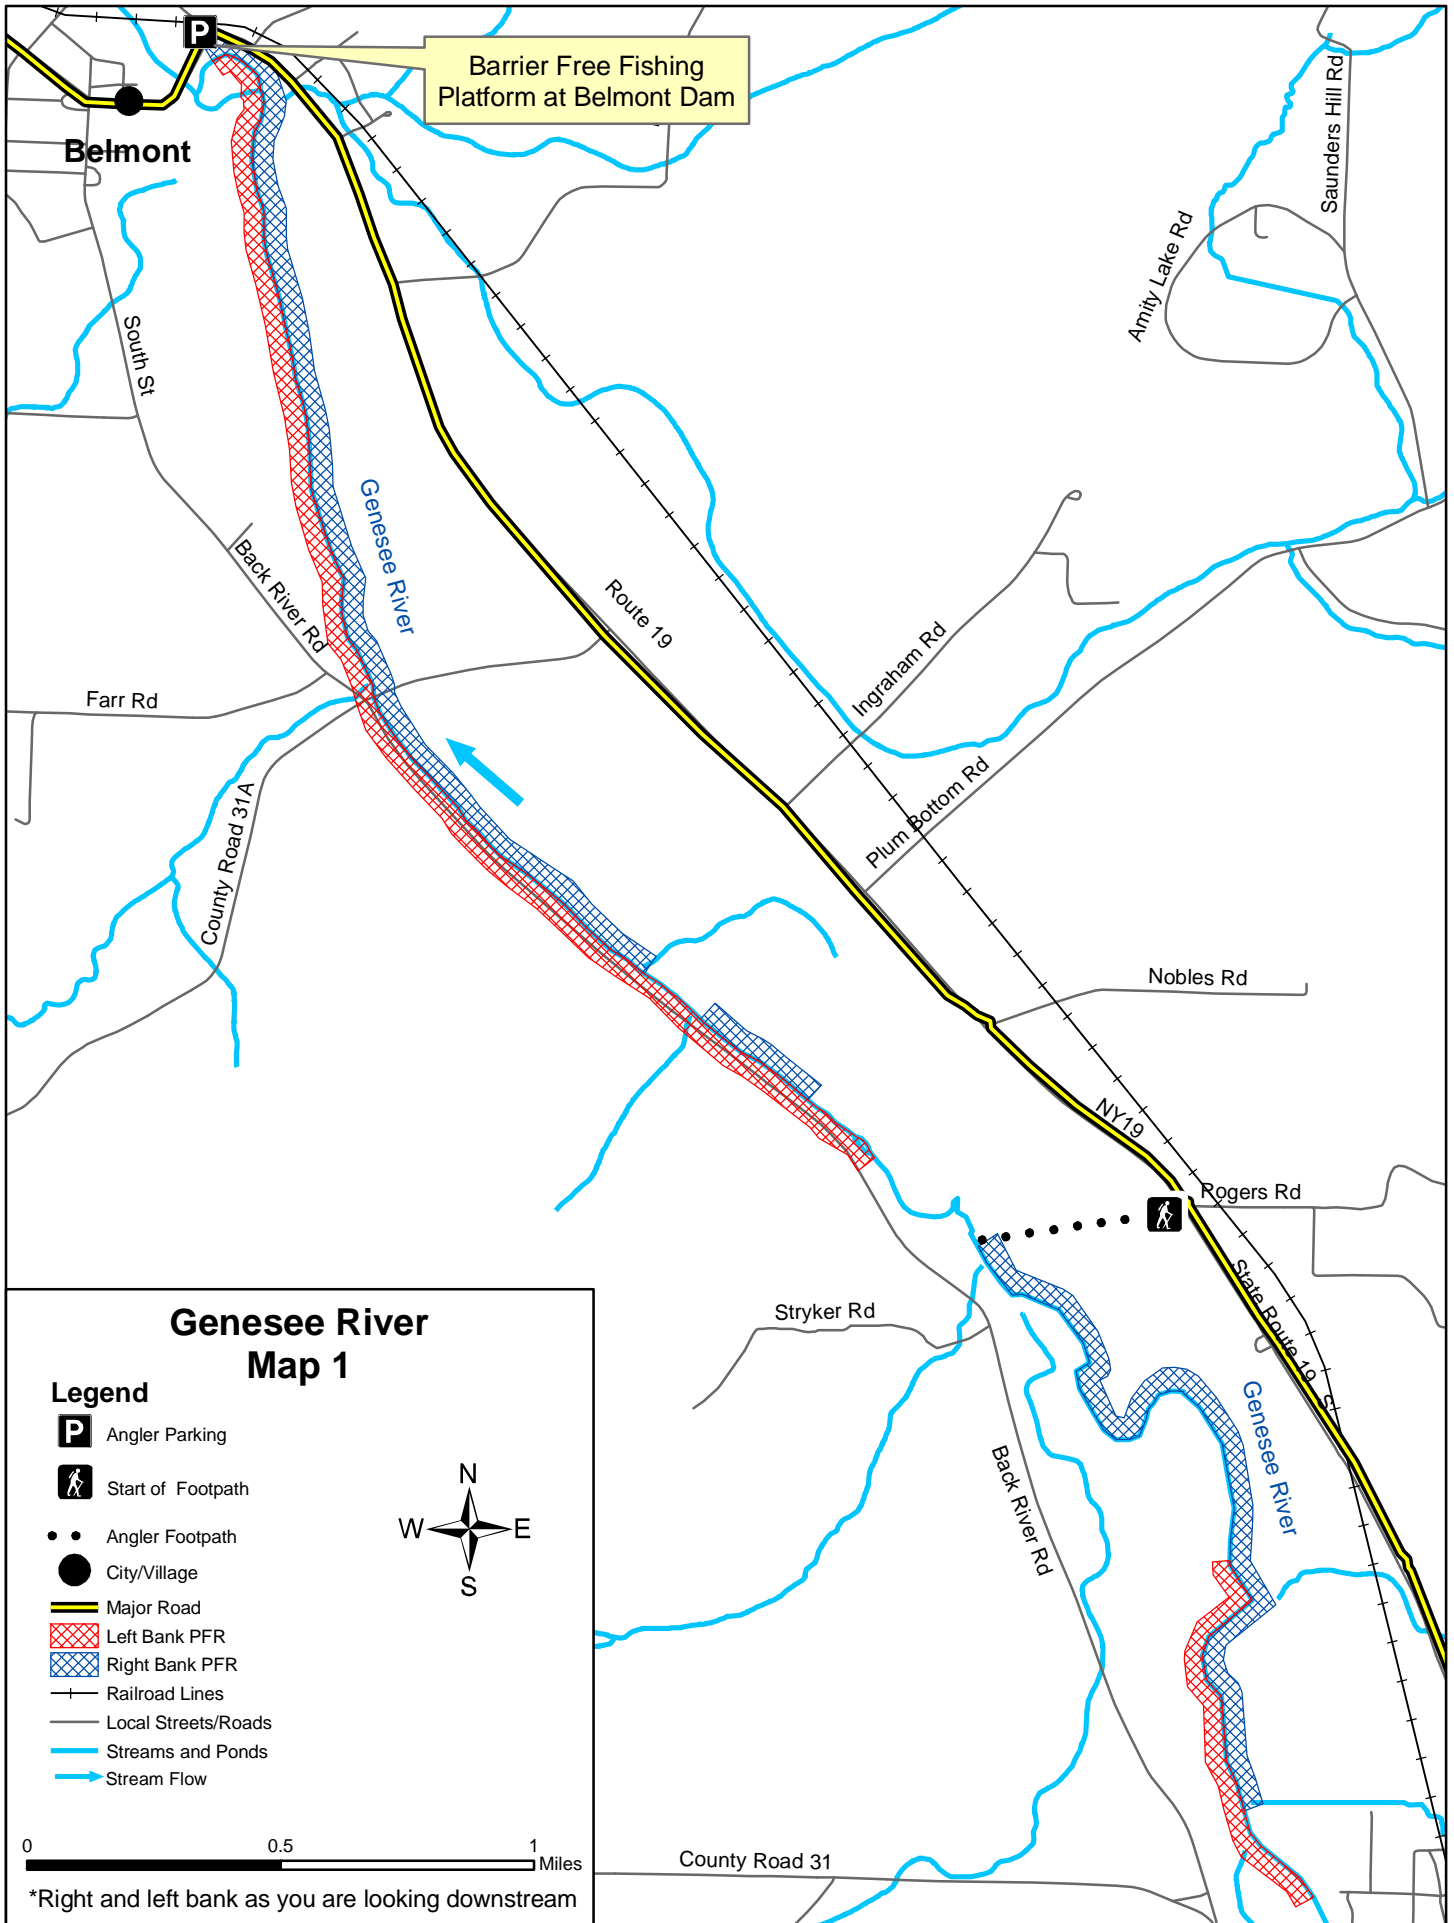 P
Barrier Free Fishing
Platform at Belmont Dam
Belmont
Saunders Hill Rd
Amity Lake Rd
South St
Genesee River
Back River Rd
Route 19
Ingraham Rd
Farr Rd
Plum Bottom Rd
County Road 31A
Nobles Rd
NY19
Rogers Rd
State Route 19 S
Stryker Rd
Genesee River
Back River Rd
County Road 31
Genesee River
Map 1
Legend
P Angler Parking
Start of Footpath
Angler Footpath
City/Village
Major Road
Left Bank PFR
Right Bank PFR
Railroad Lines
Local Streets/Roads
Streams and Ponds
Stream Flow
N
W E
S
0 0.5 1
Miles
*Right and left bank as you are looking downstream